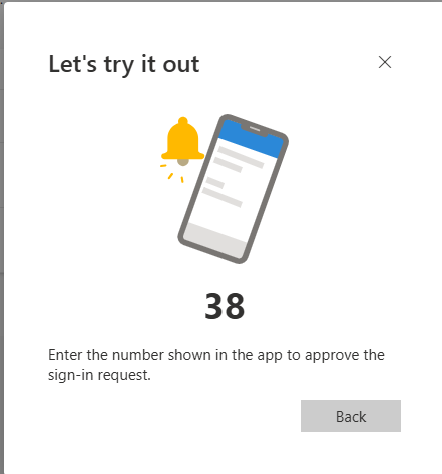 Let's try it out
38
Enter the number shown in the app to approve the
sign-in request.
Back